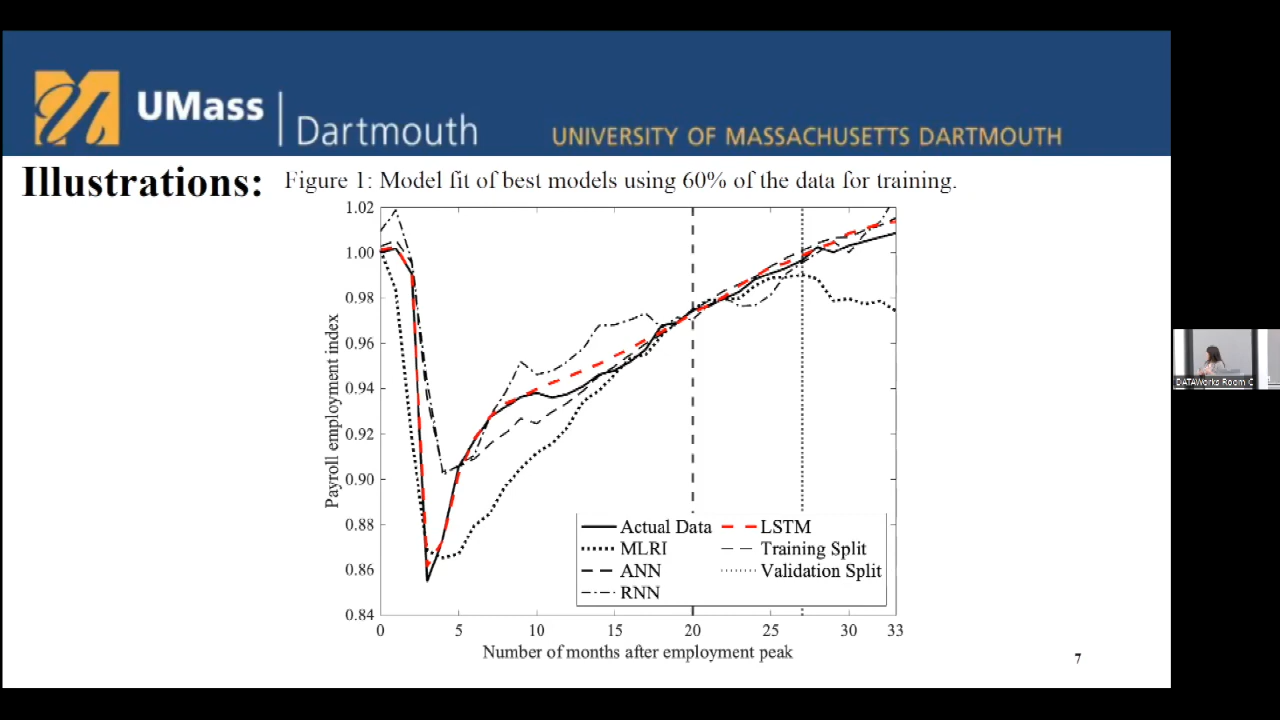 UMass
Dartmouth
UNIVERSITY OF MASSACHUSETTS DARTMOUTH
Illustrations:
Figure 1: Model fit of best models using 60% of the data for training.
1.02
1.00
0.98
0.96
0.94
0.92
0.90
0.88
0.86
0.84
Payroll employment index
Actual Data
LSTM
MLRI
Training Split
ANN
Validation Split
RNN
0 5 10 15 20 25 30 33
Number of months after employment peak
7
DATAWorks Room C